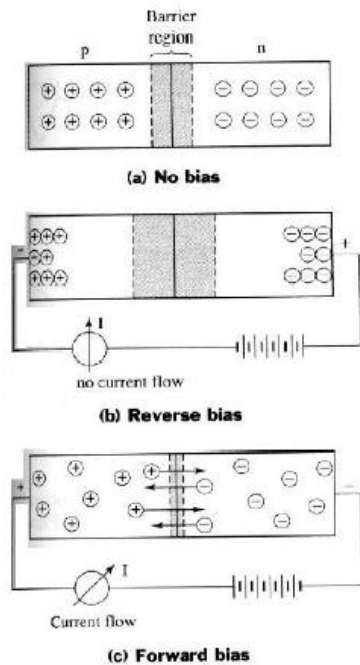 Barrier
region
p
n
(a) No bias
+
I
no current flow
(b) Reverse bias
+
I
Current flow
(c) Forward bias